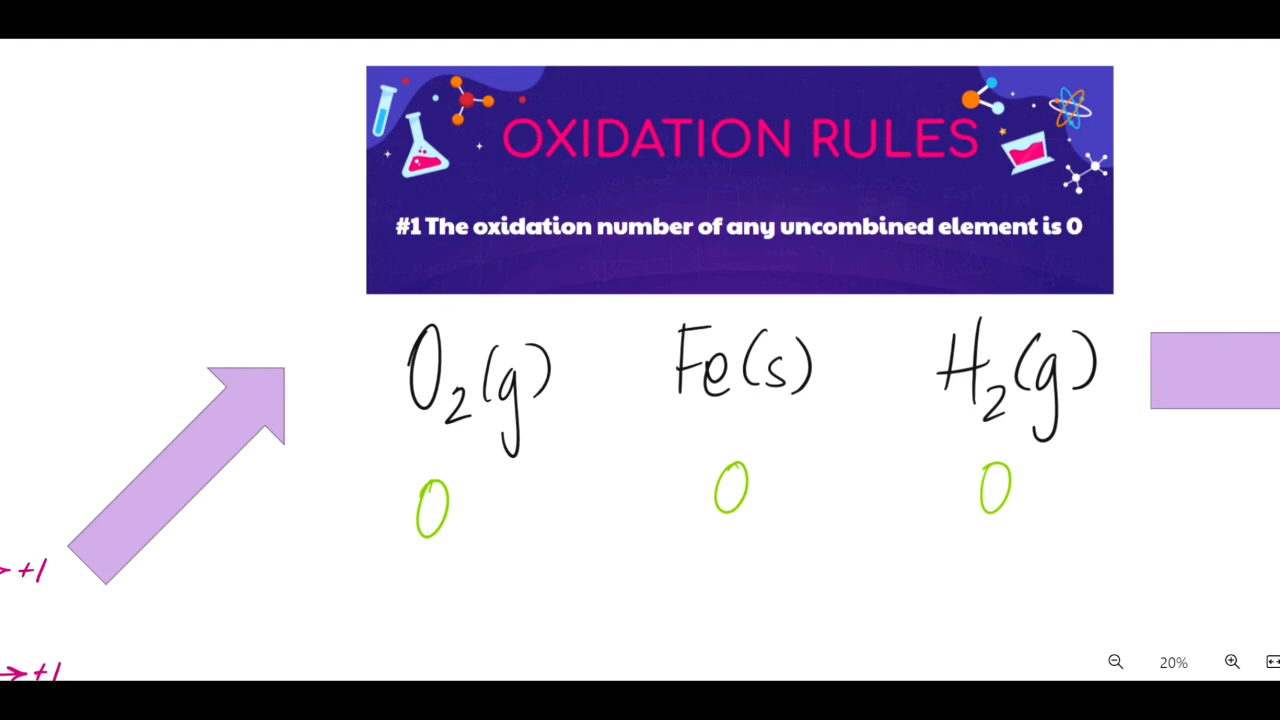 OXIDATION RULES
#1 The oxidation number of any uncombined element is 0
O₂(g) Fe(s) H₂(g)
0 0 0
→ +1
→ +1
20%